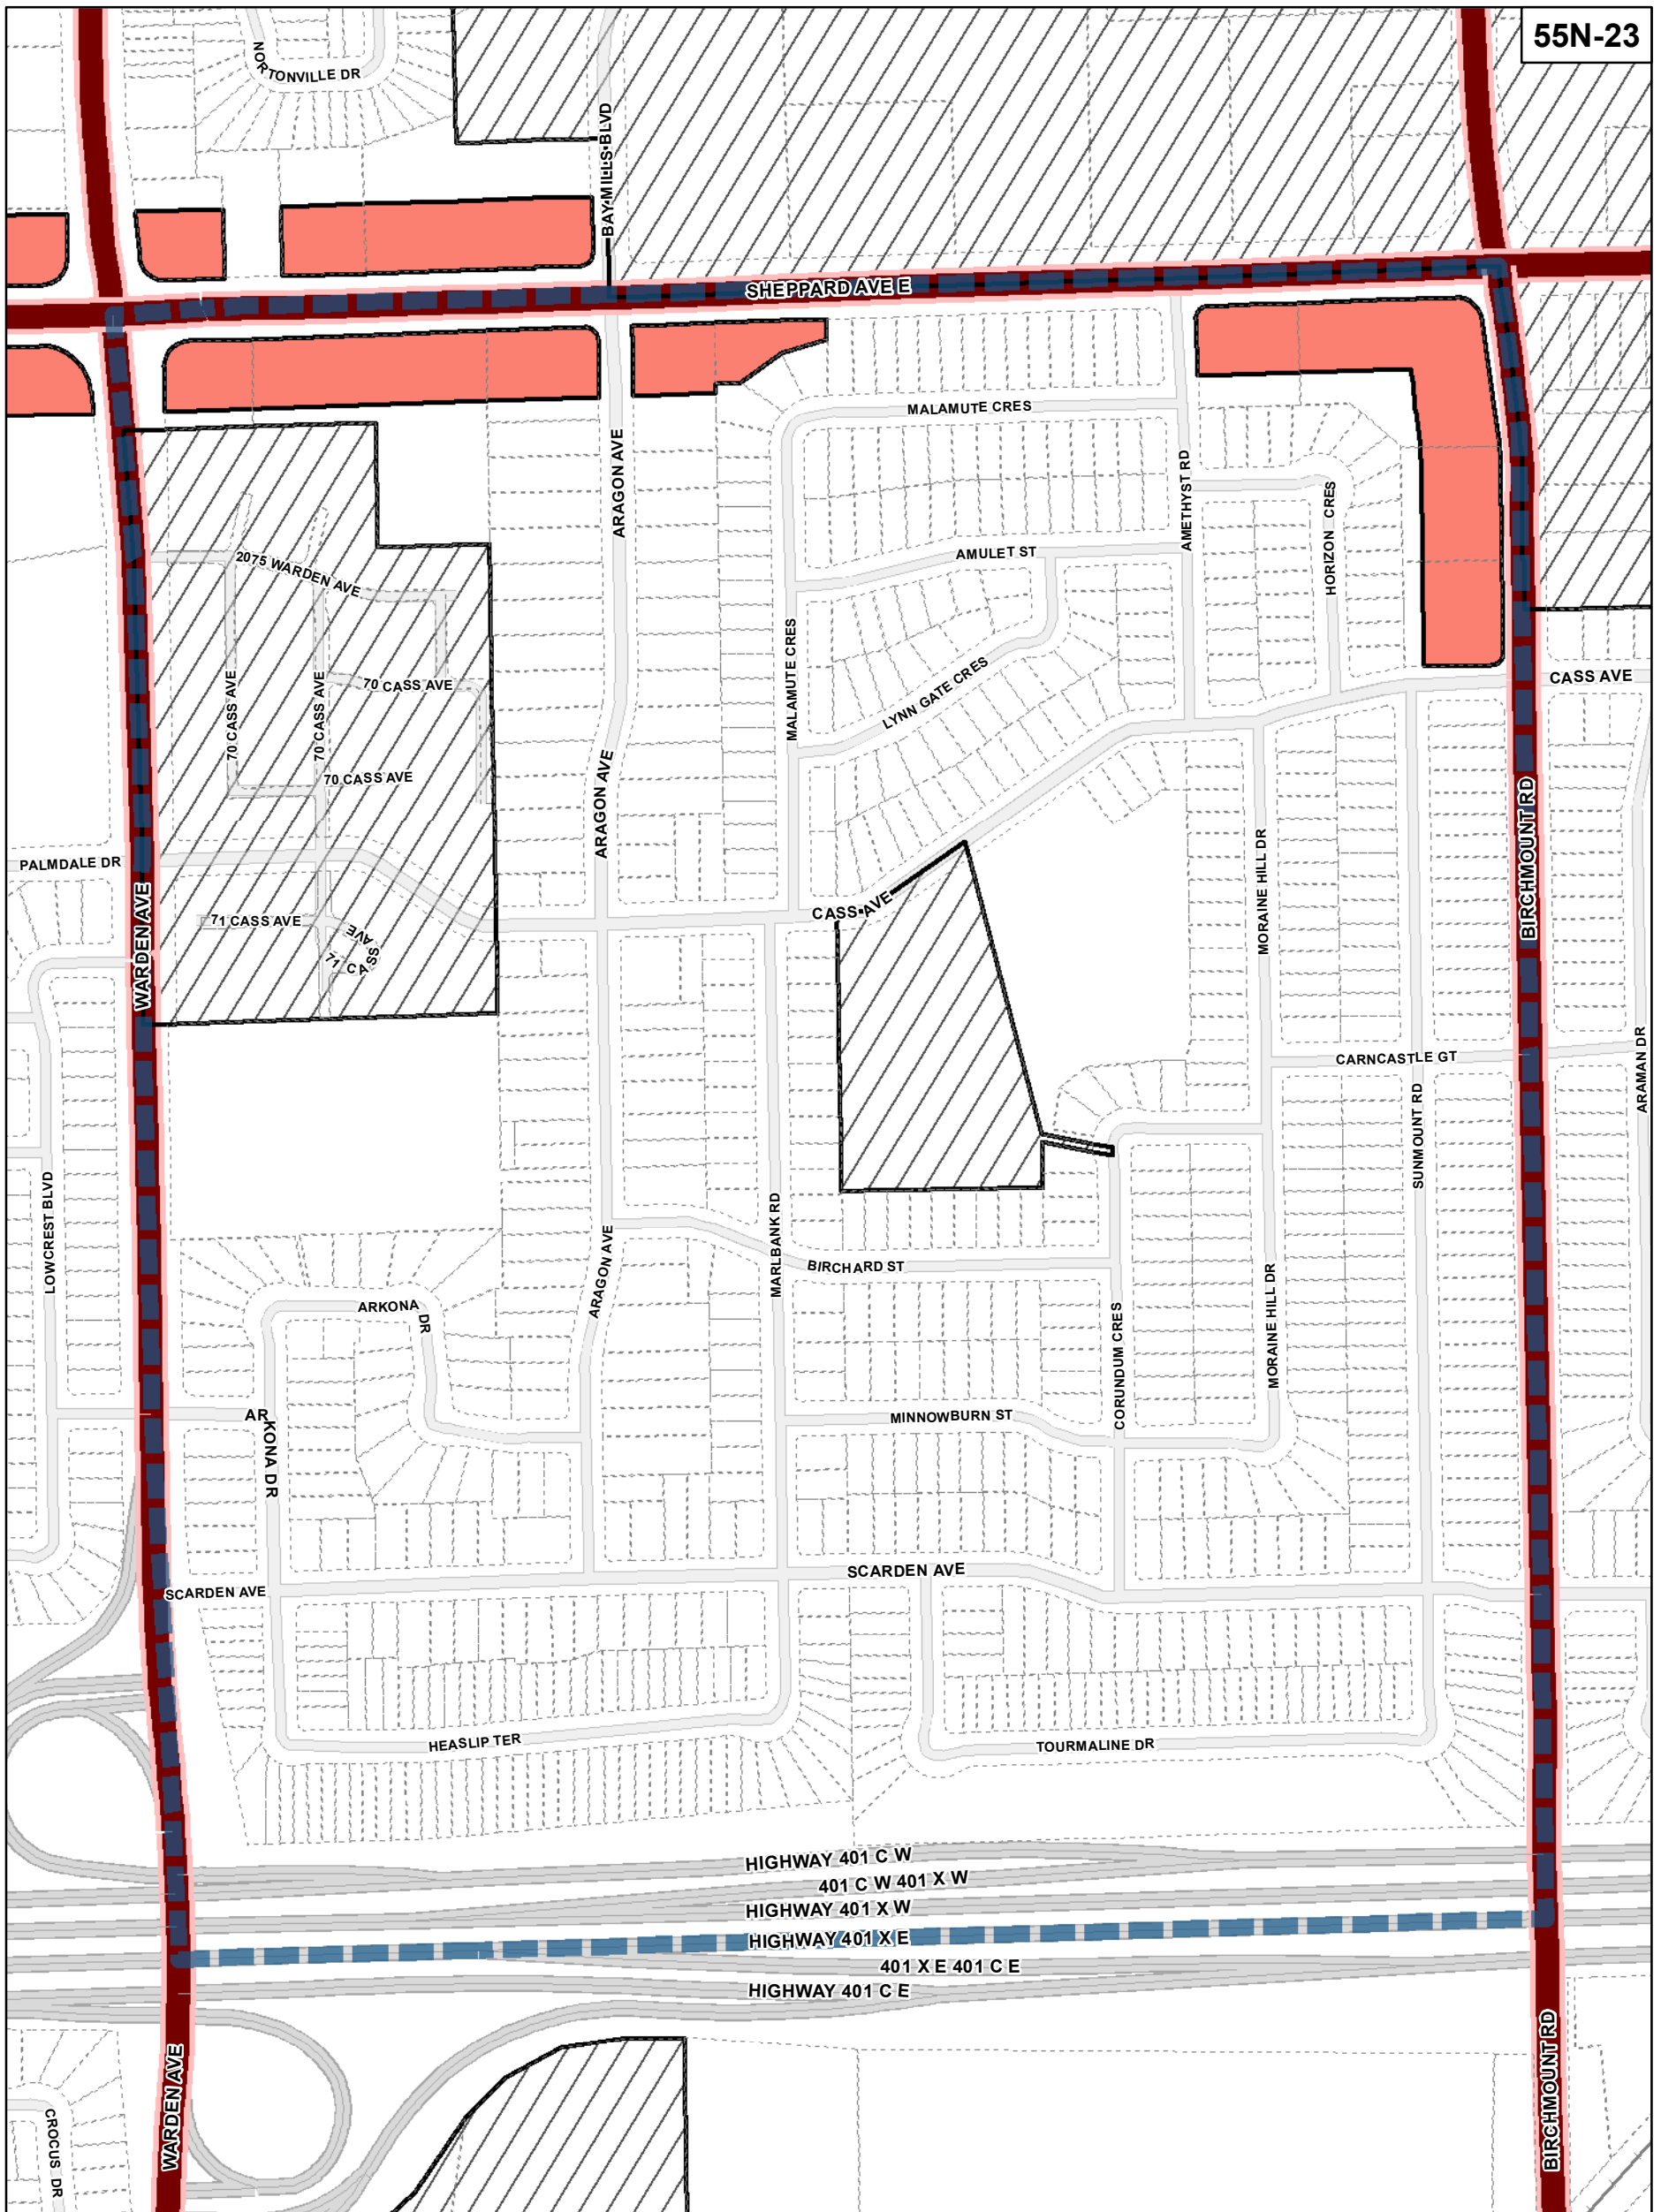 55N-23
NORTONVILLE DR
BAY MILLS BLVD
SHEPPARD AVE E
MALAMUTE CRES
ARAGON AVE
AMETHYST RD
HORIZON CRES
AMULET ST
2075 WARDEN AVE
MALAMUTE CRES
LYNN GATE CRES
70 CASS AVE
70 CASS AVE
70 CASS AVE
CASS AVE
70 CASS AVE
ARAGON AVE
BIRCHMOUNT RD
PALMDALE DR
MORAINE HILL DR
WARDEN AVE
CASS AVE
71 CASS AVE
71 CASS AVE
CARNCASTLE GT
ARAMAN DR
SUNMOUNT RD
LOWCREST BLVD
MARLBANK RD
ARAGON AVE
BIRCHARD ST
ARKONA DR
CORUNDUM CRES
MORAINE HILL DR
ARKONA DR
MINNOWBURN ST
SCARDEN AVE
SCARDEN AVE
HEASLIP TER
TOURMALINE DR
HIGHWAY 401 C W
401 C W 401 X W
HIGHWAY 401 X W
HIGHWAY 401 X E
401 X E 401 C E
HIGHWAY 401 C E
WARDEN AVE
BIRCHMOUNT RD
CROCUS DR